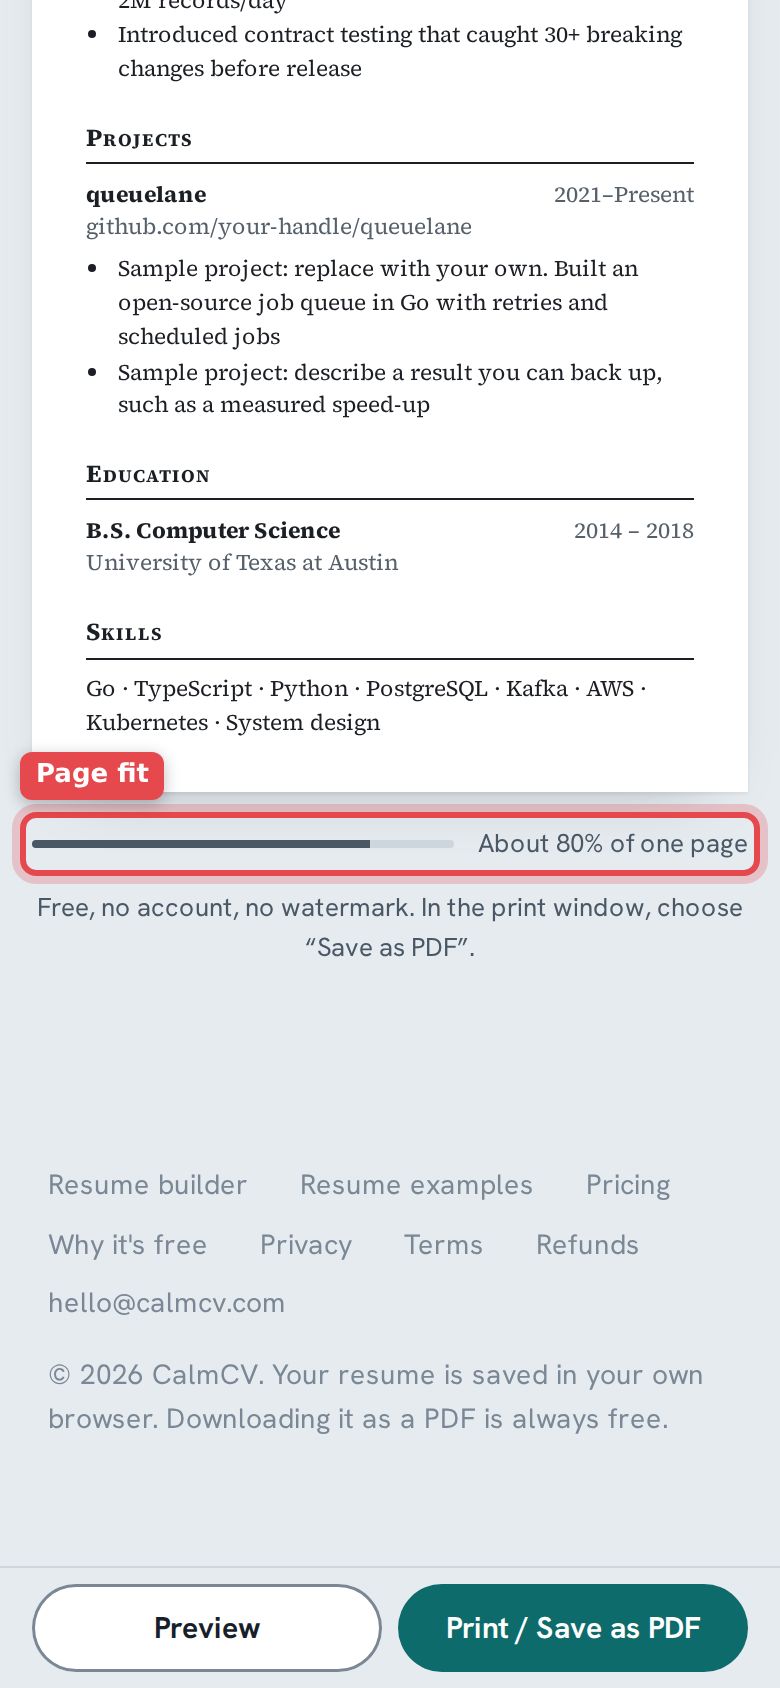 2M records/day
• Introduced contract testing that caught 30+ breaking
changes before release
Projects
queuelane 2021–Present
github.com/your-handle/queuelane
• Sample project: replace with your own. Built an
open-source job queue in Go with retries and
scheduled jobs
• Sample project: describe a result you can back up,
such as a measured speed-up
Education
B.S. Computer Science 2014 – 2018
University of Texas at Austin
Skills
Go · TypeScript · Python · PostgreSQL · Kafka · AWS ·
Kubernetes · System design
Page fit
About 80% of one page
Free, no account, no watermark. In the print window, choose
“Save as PDF”.
Resume builder Resume examples Pricing
Why it's free Privacy Terms Refunds
hello@calmcv.com
© 2026 CalmCV. Your resume is saved in your own
browser. Downloading it as a PDF is always free.
Preview Print / Save as PDF